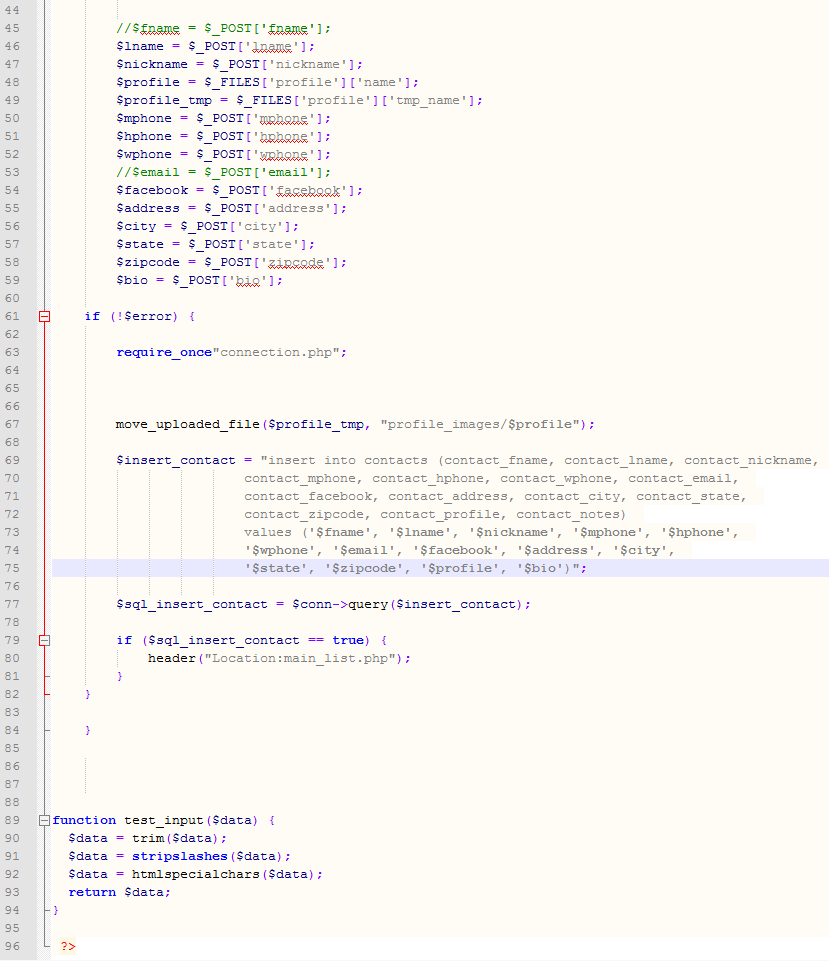 44
45 //$fname = $_POST['fname'];
46 $lname = $_POST['lname'];
47 $nickname = $_POST['nickname'];
48 $profile = $_FILES['profile']['name'];
49 $profile_tmp = $_FILES['profile']['tmp_name'];
50 $mphone = $_POST['mphone'];
51 $hphone = $_POST['hphone'];
52 $wphone = $_POST['wphone'];
53 //$email = $_POST['email'];
54 $facebook = $_POST['facebook'];
55 $address = $_POST['address'];
56 $city = $_POST['city'];
57 $state = $_POST['state'];
58 $zipcode = $_POST['zipcode'];
59 $bio = $_POST['bio'];
60
61 if (!$error) {
62
63 require_once"connection.php";
64
65
66
67 move_uploaded_file($profile_tmp, "profile_images/$profile");
68
69 $insert_contact = "insert into contacts (contact_fname, contact_lname, contact_nickname,
70 contact_mphone, contact_hphone, contact_wphone, contact_email,
71 contact_facebook, contact_address, contact_city, contact_state,
72 contact_zipcode, contact_profile, contact_notes)
73 values ('$fname', '$lname', '$nickname', '$mphone', '$hphone',
74 '$wphone', '$email', '$facebook', '$address', '$city',
75 '$state', '$zipcode', '$profile', '$bio')";
76
77 $sql_insert_contact = $conn->query($insert_contact);
78
79 if ($sql_insert_contact == true) {
80 header("Location:main_list.php");
81 }
82 }
83
84 }
85
86
87
88
89 function test_input($data) {
90 $data = trim($data);
91 $data = stripslashes($data);
92 $data = htmlspecialchars($data);
93 return $data;
94 }
95
96 ?>